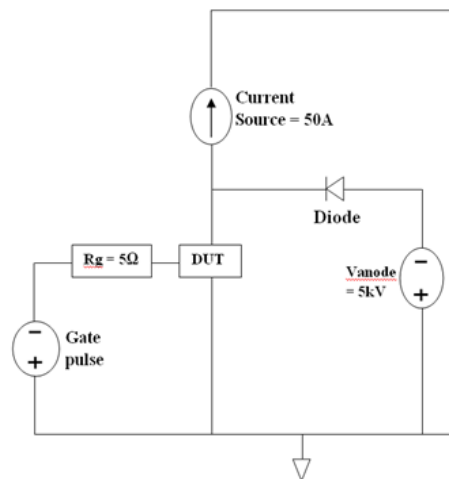 Current
Source = 50A
Diode
Rg = 5Ω
DUT
Vanode
= 5kV
Gate
pulse